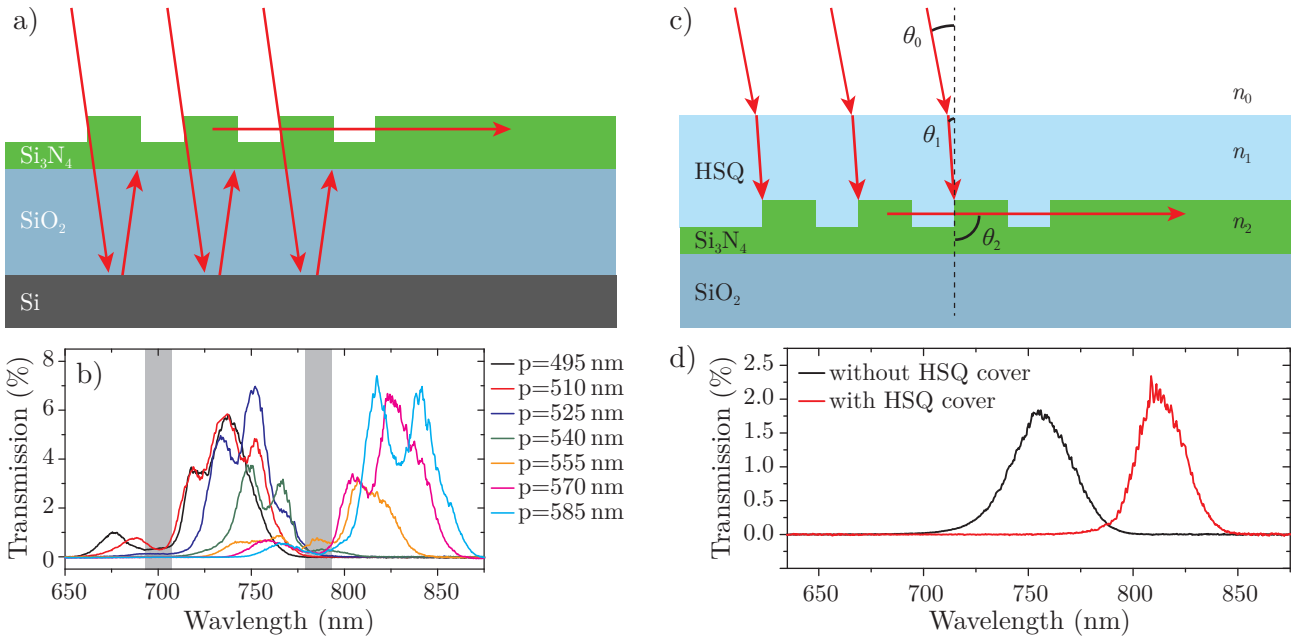 a)
Si₃N₄
SiO₂
Si
c)
θ₀
n₀
θ₁
n₁
HSQ
n₂
θ₂
Si₃N₄
SiO₂
b)
Transmission (%)
8
6
4
2
0
650 700 750 800 850
Wavlength (nm)
p=495 nm
p=510 nm
p=525 nm
p=540 nm
p=555 nm
p=570 nm
p=585 nm
d)
Transmission (%)
2.5
2.0
1.5
1.0
0.5
0.0
without HSQ cover
with HSQ cover
650 700 750 800 850
Wavelength (nm)